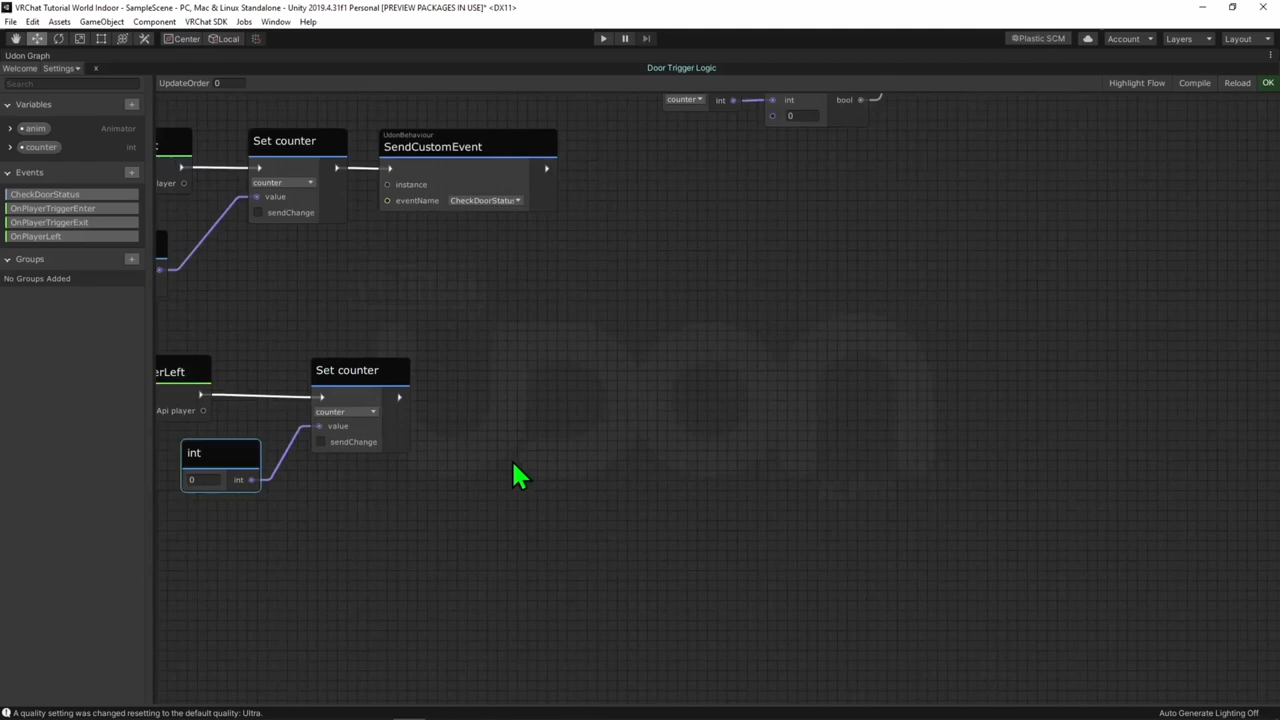 VRChat Tutorial World Indoor - SampleScene - PC, Mac & Linux Standalone - Unity 2019.4.31f1 Personal [PREVIEW PACKAGES IN USE]* <DX11>
File Edit Assets GameObject Component VRChat SDK Jobs Window Help
Center Local Plastic SCM Account Layers Layout
Udon Graph
Welcome Settings x Door Trigger Logic
Search UpdateOrder 0 Highlight Flow Compile Reload OK
Variables +
anim Animator
counter int
Events +
CheckDoorStatus
OnPlayerTriggerEnter
OnPlayerTriggerExit
OnPlayerLeft
Groups +
No Groups Added
counter int int bool
0
:
ayer
Set counter
counter
value
sendChange
UdonBehaviour
SendCustomEvent
instance
eventName CheckDoorStatus
erLeft
Api player
Set counter
counter
value
sendChange
int
0 int
A quality setting was changed resetting to the default quality: Ultra. Auto Generate Lighting Off